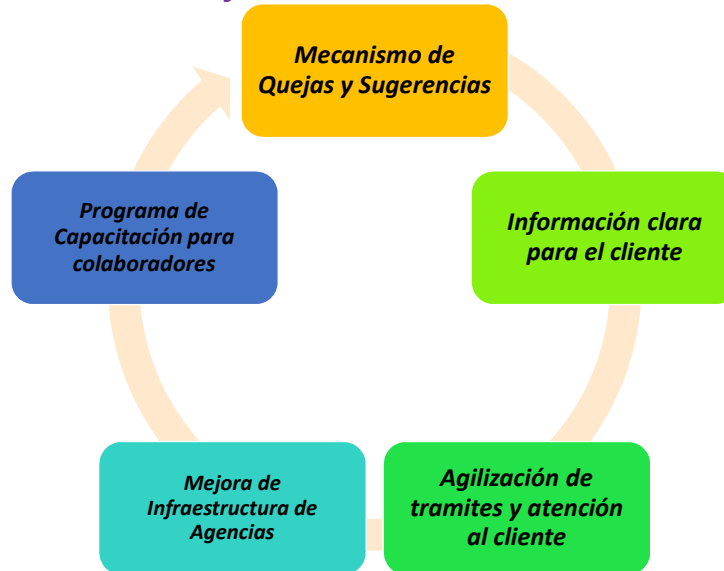 Mecanismo de
Quejas y Sugerencias
Información clara
para el cliente
Agilización de
tramites y atención
al cliente
Mejora de
Infraestructura de
Agencias
Programa de
Capacitación para
colaboradores